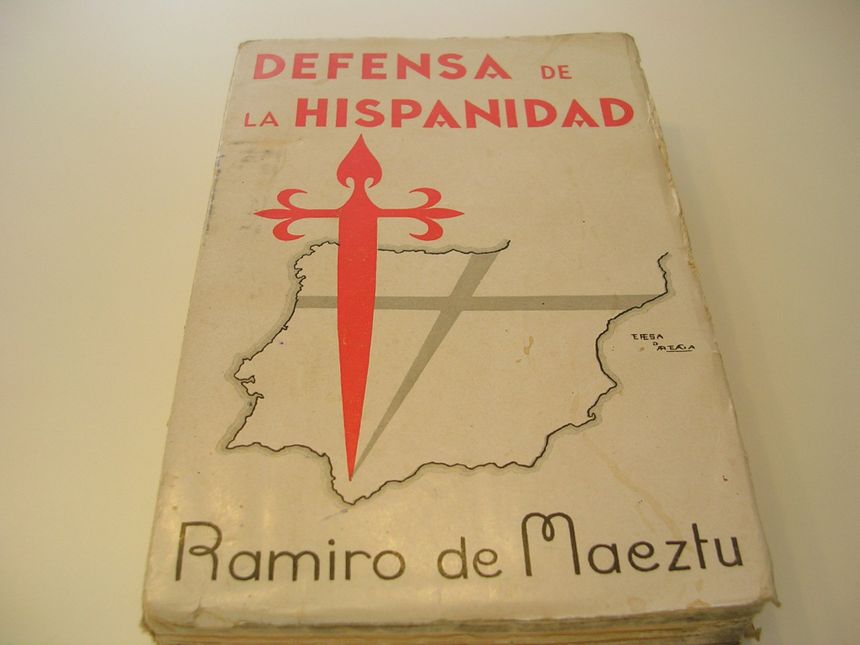 DEFENSA DE
LA HISPANIDAD
Ramiro de Maeztu